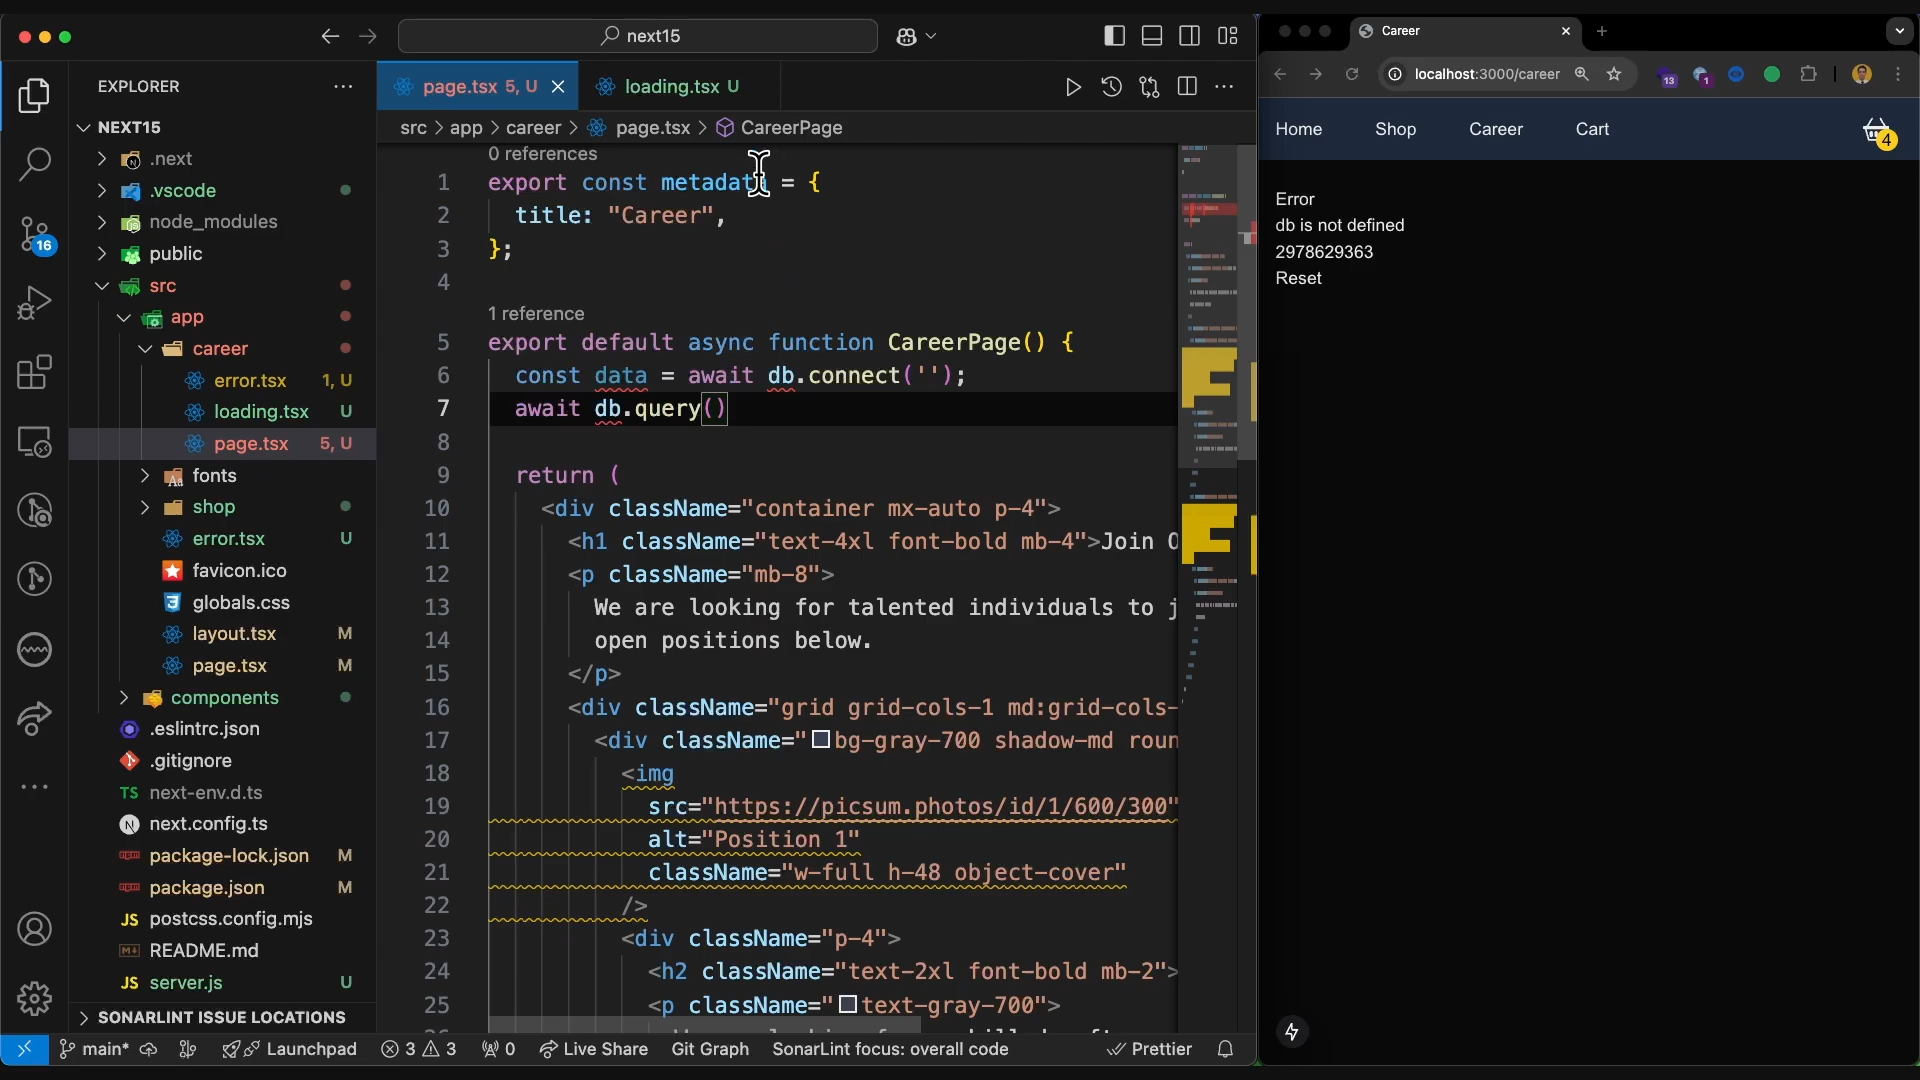 next15
EXPLORER
NEXT15
.next
.vscode
node_modules
16
public
src
app
career
error.tsx 1, U
loading.tsx U
page.tsx 5, U
fonts
shop
error.tsx U
favicon.ico
globals.css
layout.tsx M
page.tsx M
components
.eslintrc.json
.gitignore
TS next-env.d.ts
next.config.ts
package-lock.json M
package.json M
JS postcss.config.mjs
README.md
JS server.js U
SONARLINT ISSUE LOCATIONS
page.tsx 5, U
loading.tsx U
src > app > career > page.tsx > CareerPage
0 references
1 export const metadata = {
2 title: "Career",
3 };
4
1 reference
5 export default async function CareerPage() {
6 const data = await db.connect('');
7 await db.query()
8
9 return (
10 <div className="container mx-auto p-4">
11 <h1 className="text-4xl font-bold mb-4">Join O
12 <p className="mb-8">
13 We are looking for talented individuals to j
14 open positions below.
15 </p>
16 <div className="grid grid-cols-1 md:grid-cols-
17 <div className="bg-gray-700 shadow-md roun
18 <img
19 src="https://picsum.photos/id/1/600/300"
20 alt="Position 1"
21 className="w-full h-48 object-cover"
22 />
23 <div className="p-4">
24 <h2 className="text-2xl font-bold mb-2">
25 <p className="text-gray-700">
main* Launchpad 3 3 0 Live Share Git Graph SonarLint focus: overall code Prettier
Career
localhost:3000/career
13
1
Home Shop Career Cart
4
Error
db is not defined
2978629363
Reset